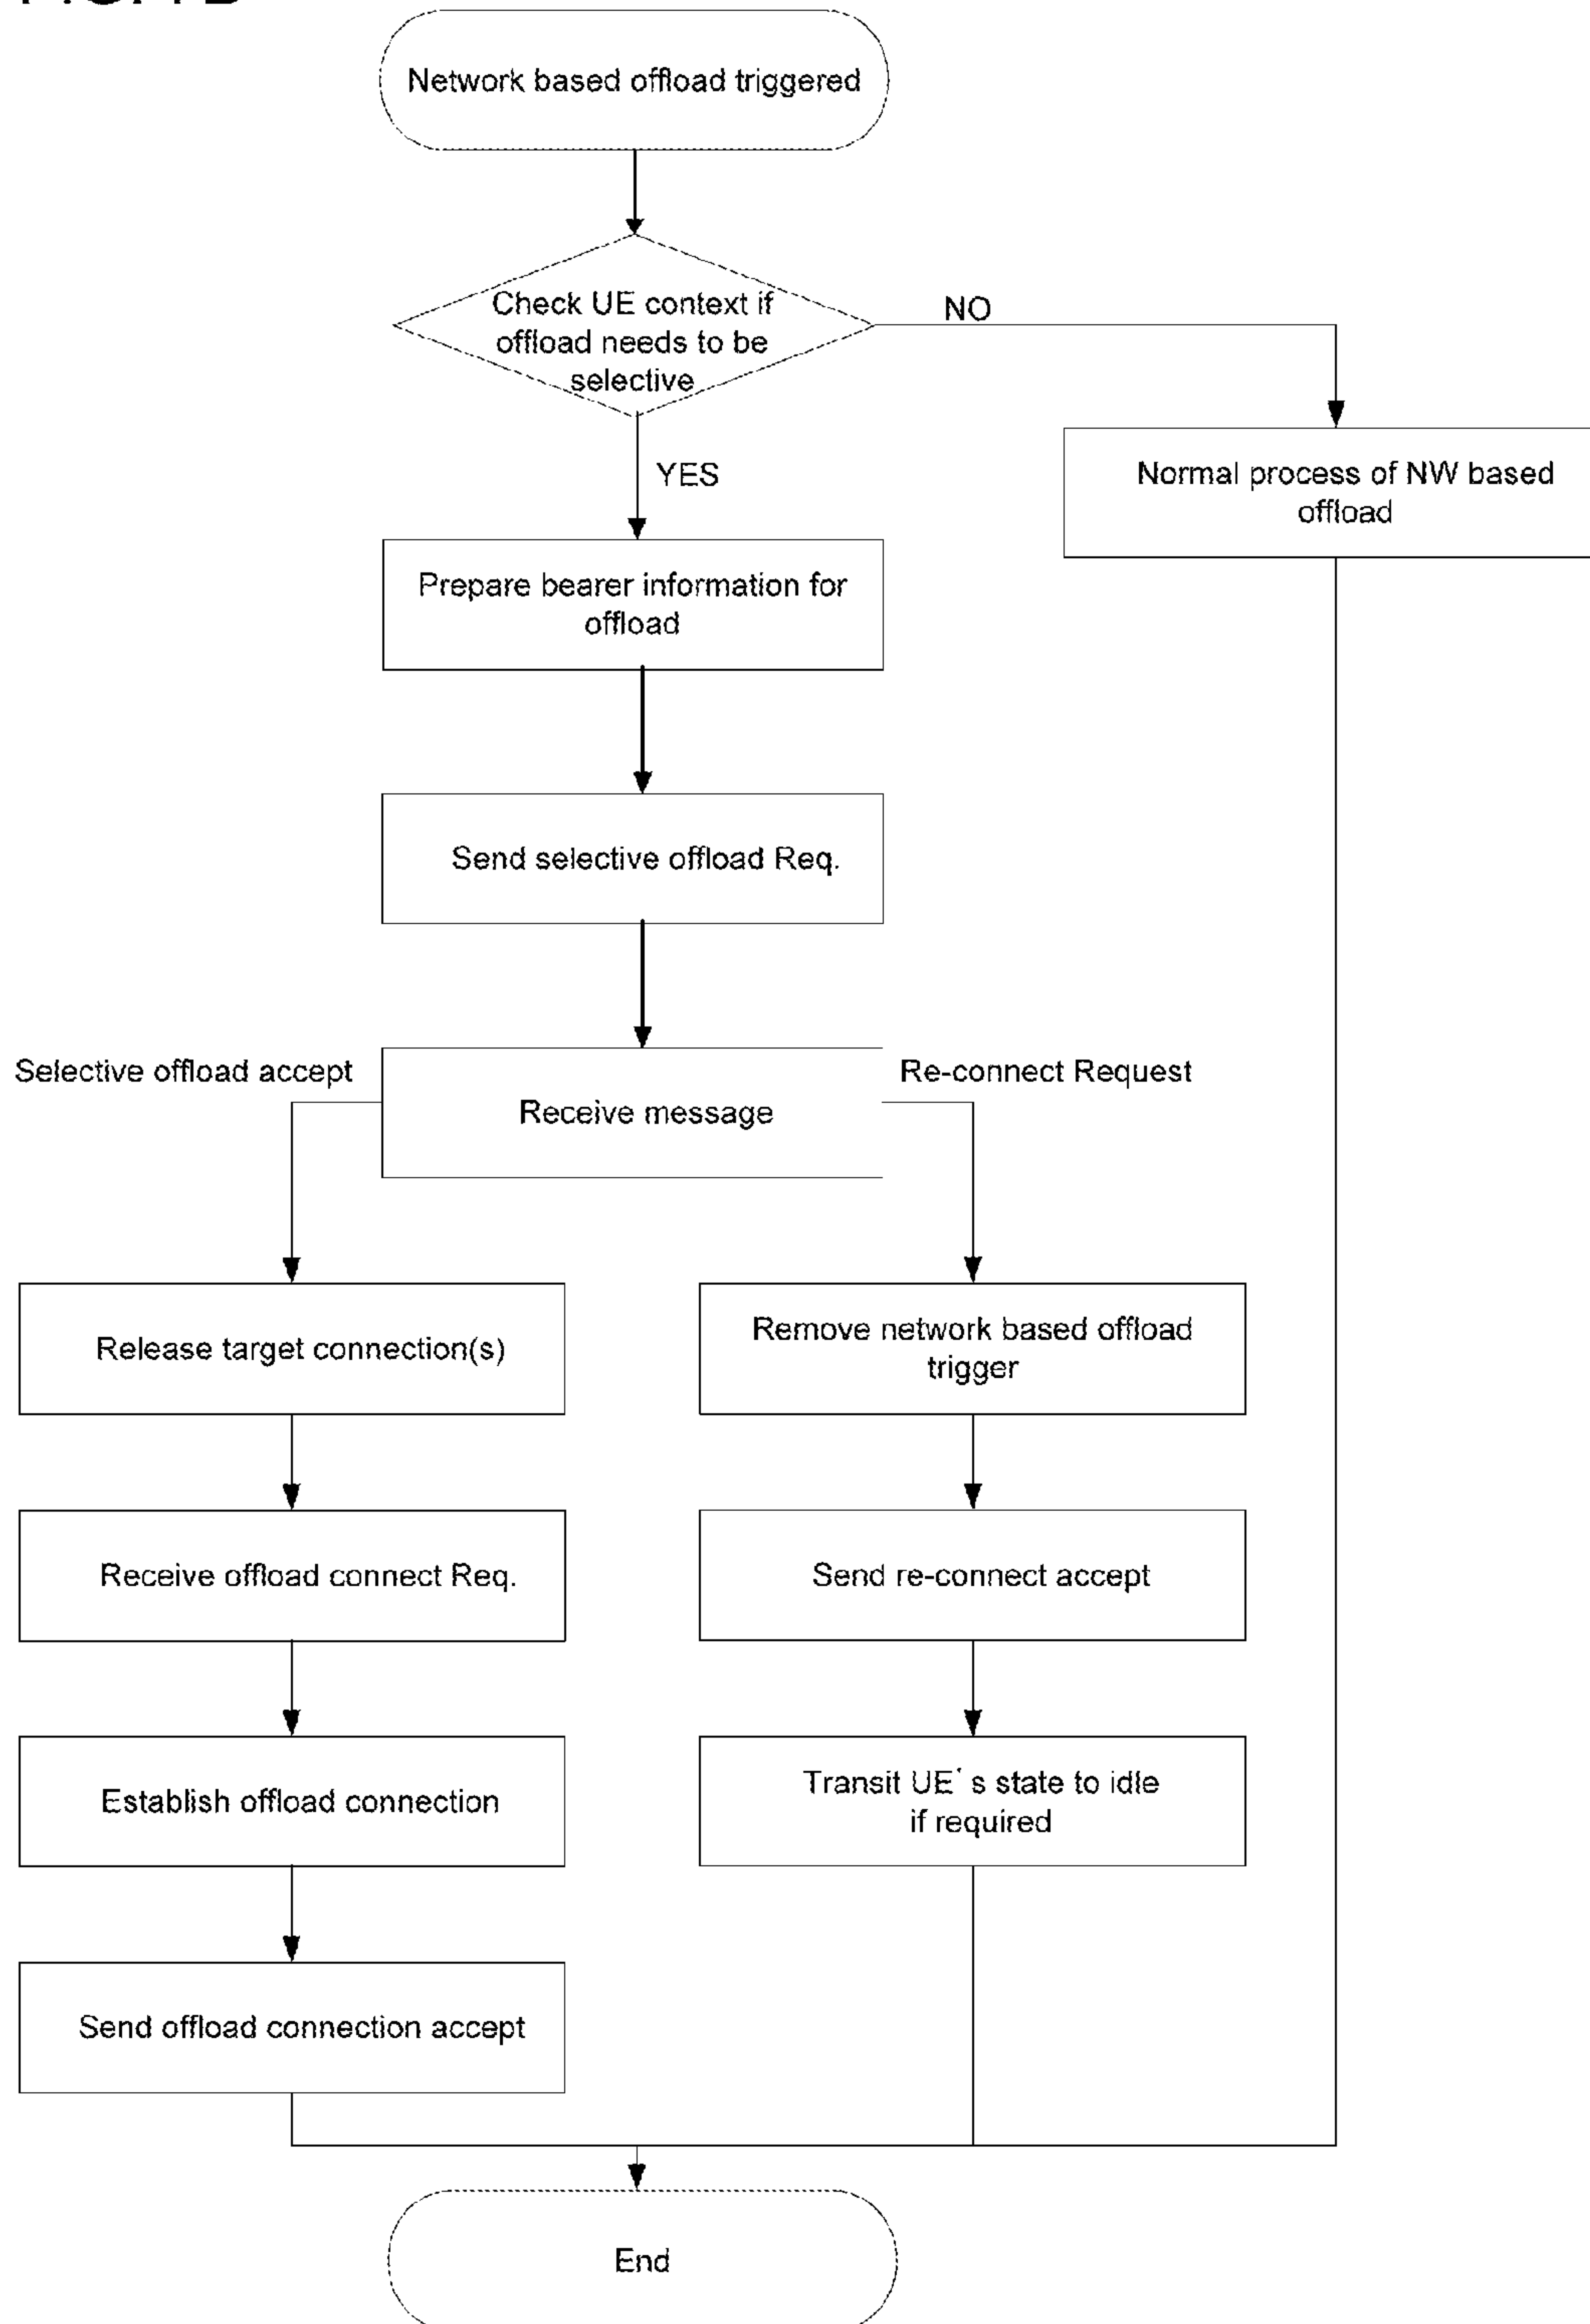 Network based offload triggered
Check UE context if
offload needs to be
selective
NO
YES
Normal process of NW based
offload
Prepare bearer information for
offload
Send selective offload Req.
Selective offload accept
Re-connect Request
Receive message
Release target connection(s)
Remove network based offload
trigger
Receive offload connect Req.
Send re-connect accept
Establish offload connection
Transit UE's state to idle
if required
Send offload connection accept
End